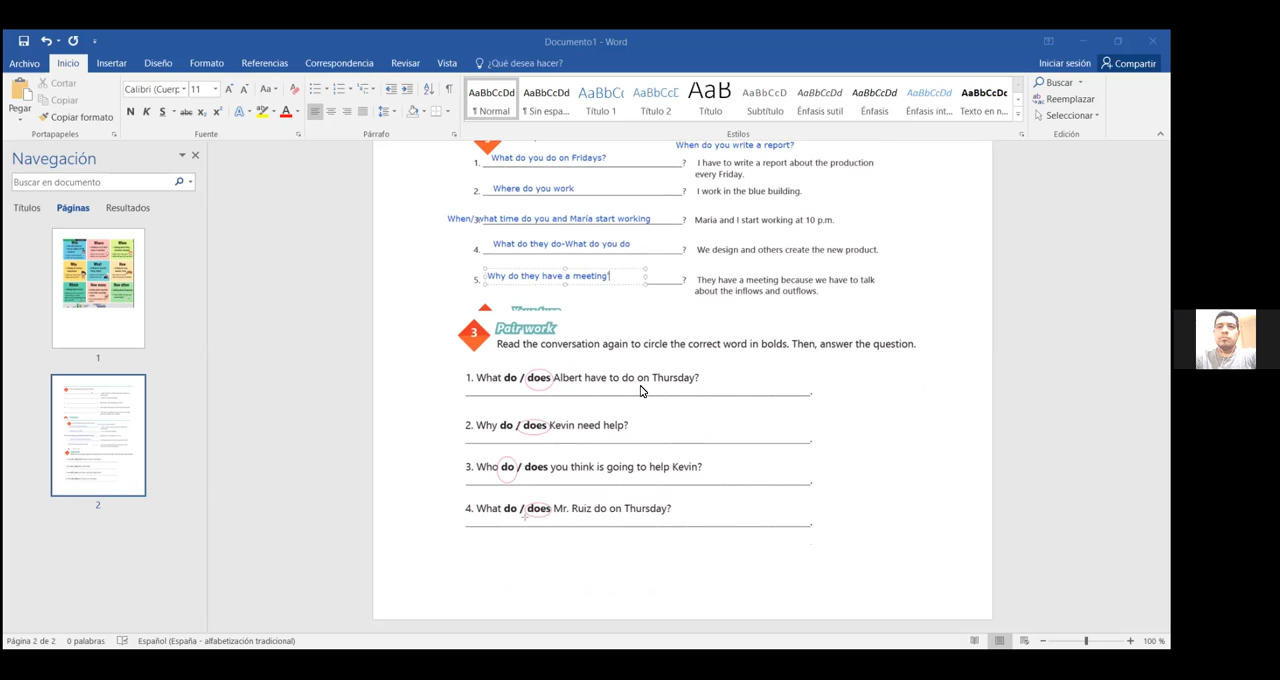 Documento1 - Word
Archivo Inicio Insertar Diseño Formato Referencias Correspondencia Revisar Vista ¿Qué desea hacer? Iniciar sesión Compartir
Pegar Cortar
Copiar
Copiar formato
Portapapeles
Calibri (Cuerp 11
N K S abc x₂ x²
Fuente
Párrafo
AaBbCcDd AaBbCcDd AaBbCc AaBbCcC AaB AaBbCcD AaBbCcDd AaBbCcDd AaBbCcDd AaBbCcDc
¶ Normal ¶ Sin espa... Título 1 Título 2 Título Subtítulo Énfasis sutil Énfasis Énfasis int... Texto en n...
Estilos
Buscar
Reemplazar
Seleccionar
Edición
Navegación
Buscar en documento
Títulos Páginas Resultados
1
2
When do you write a report?
1. What do you do on Fridays? ? I have to write a report about the production
every Friday.
2. Where do you work ? I work in the blue building.
3. When/what time do you and María start working ? Maria and I start working at 10 p.m.
4. What do they do-What do you do ? We design and others create the new product.
5. Why do they have a meeting? ? They have a meeting because we have to talk
about the inflows and outflows.
3 Pair work
Read the conversation again to circle the correct word in bolds. Then, answer the question.
1. What do / does Albert have to do on Thursday?
2. Why do / does Kevin need help?
3. Who do / does you think is going to help Kevin?
4. What do / does Mr. Ruiz do on Thursday?
Página 2 de 2 0 palabras Español (España - alfabetización tradicional) 100 %